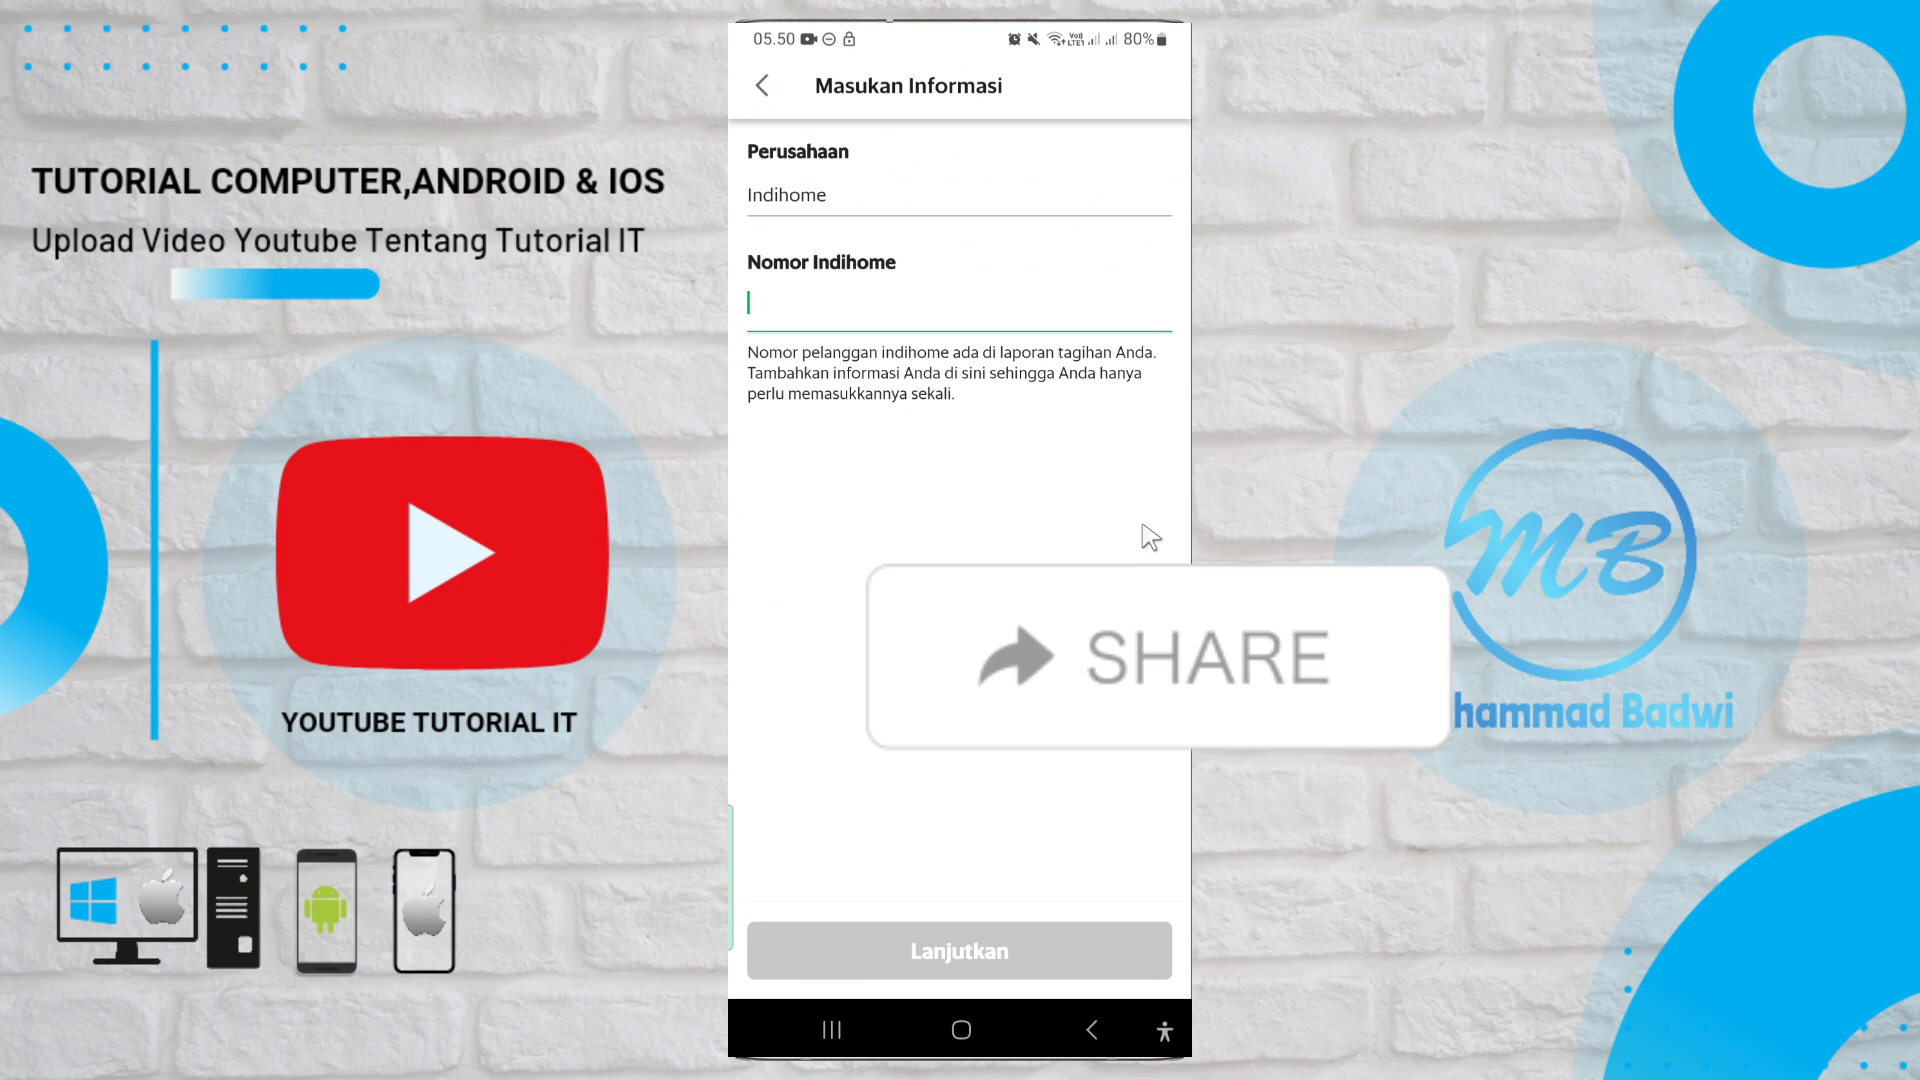 05.50
80%
Masukan Informasi
Perusahaan
Indihome
Nomor Indihome
Nomor pelanggan indihome ada di laporan tagihan Anda.
Tambahkan informasi Anda di sini sehingga Anda hanya
perlu memasukkannya sekali.
SHARE
Lanjutkan
TUTORIAL COMPUTER,ANDROID & IOS
Upload Video Youtube Tentang Tutorial IT
YOUTUBE TUTORIAL IT
MB
hammad Badwi